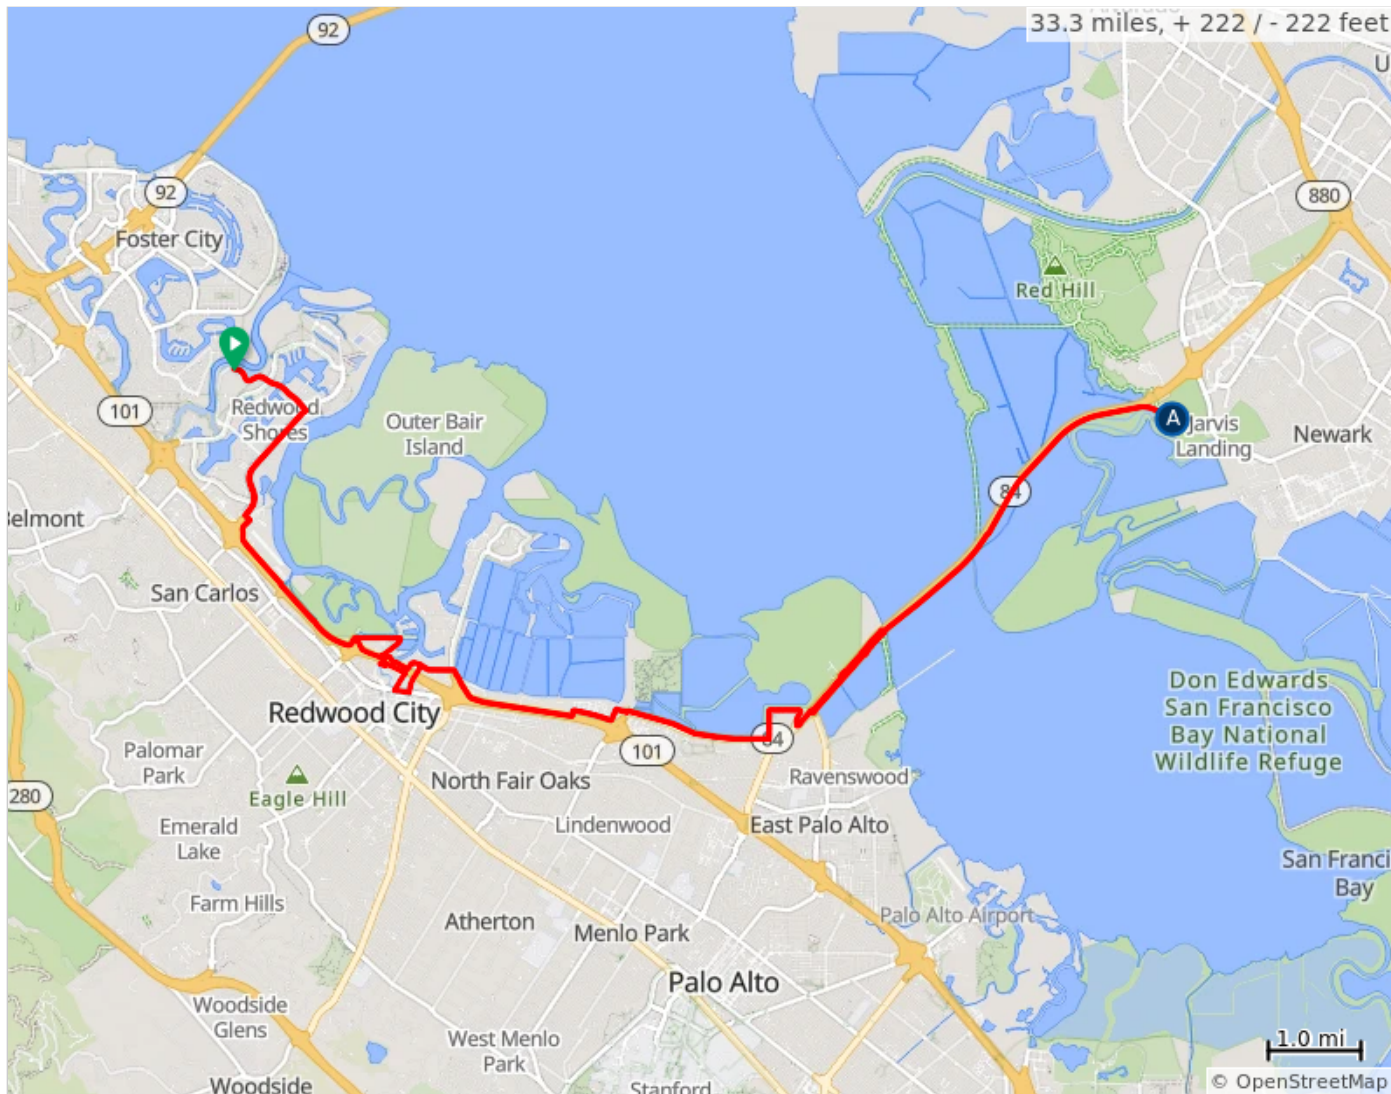 33.3 miles, + 222 / - 222 feet
92
U
92
880
Foster City
Red Hill
101
Redwood
Shores
Outer Bair
Island
A
Jarvis
Landing
Newark
84
Belmont
San Carlos
Don Edwards
San Francisco
Bay National
Wildlife Refuge
Redwood City
84
101
Palomar
Park
North Fair Oaks
Ravenswood
280
Eagle Hill
Emerald
Lake
Lindenwood
East Palo Alto
San Franci
Bay
Farm Hills
Atherton
Menlo Park
Palo Alto Airport
Palo Alto
Woodside
Glens
West Menlo
Park
1.0 mi
Woodside
Stanford
© OpenStreetMap